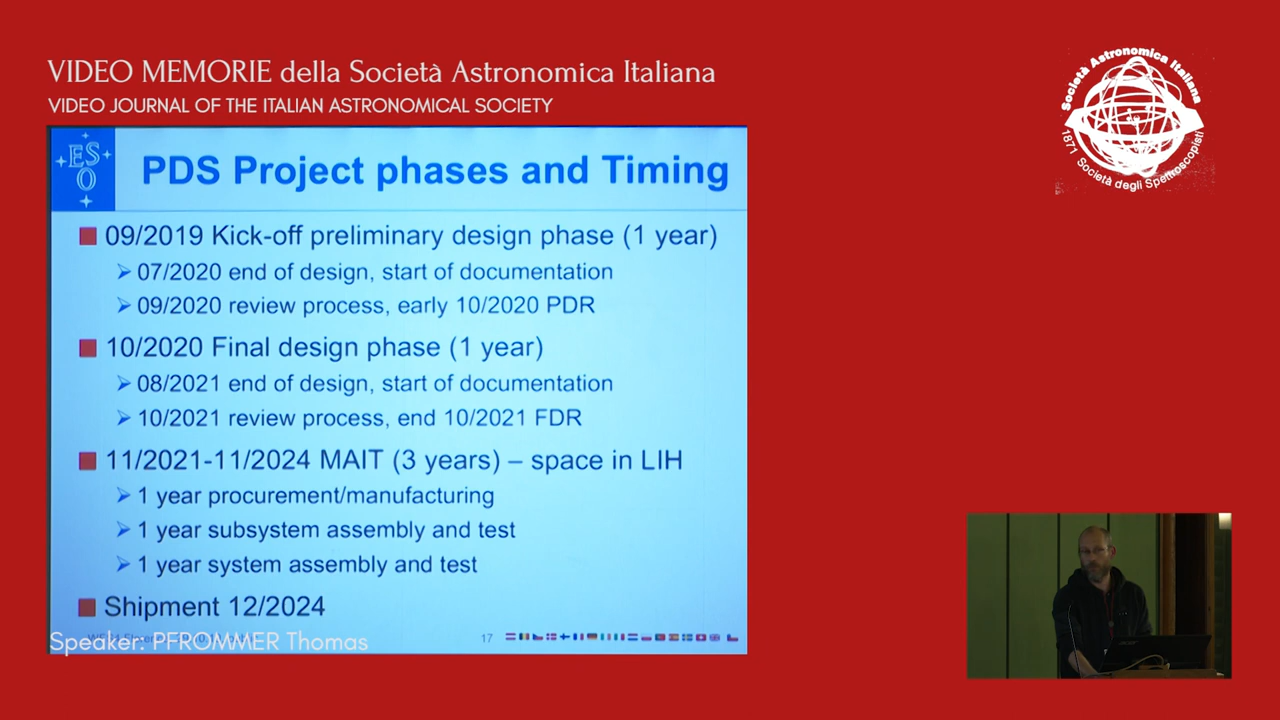 VIDEO MEMORIE della Società Astronomica Italiana
VIDEO JOURNAL OF THE ITALIAN ASTRONOMICAL SOCIETY
Società Astronomica Italiana
1871 Società degli Spettroscopisti
ES
O
PDS Project phases and Timing
09/2019 Kick-off preliminary design phase (1 year)
07/2020 end of design, start of documentation
09/2020 review process, early 10/2020 PDR
10/2020 Final design phase (1 year)
08/2021 end of design, start of documentation
10/2021 review process, end 10/2021 FDR
11/2021-11/2024 MAIT (3 years) – space in LIH
1 year procurement/manufacturing
1 year subsystem assembly and test
1 year system assembly and test
Shipment 12/2024
17
Speaker: PFROMMER Thomas